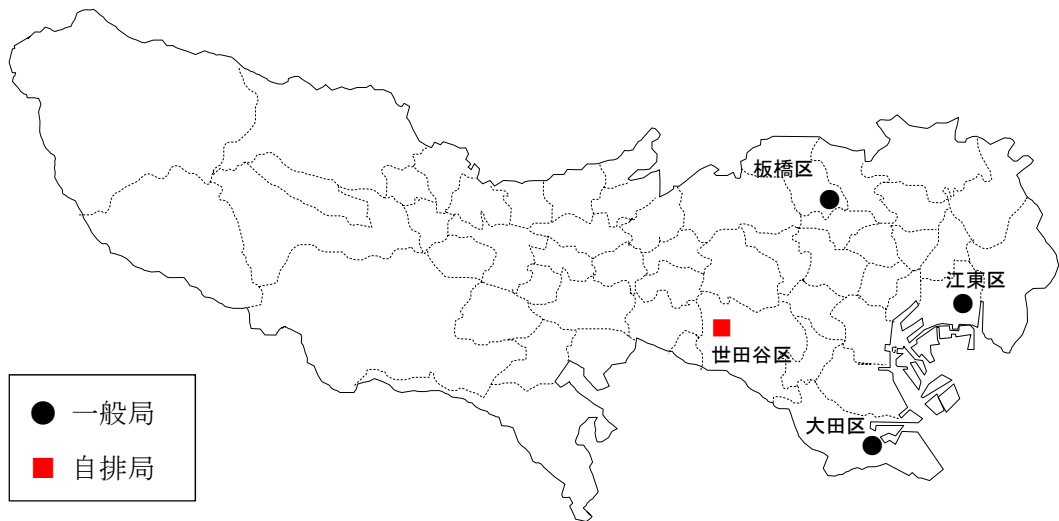 板橋区
江東区
世田谷区
大田区
一般局
自排局